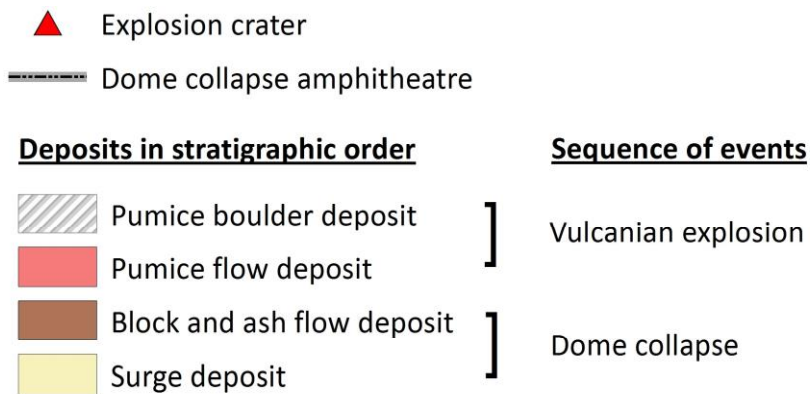 Explosion crater
Dome collapse amphitheatre
Deposits in stratigraphic order Sequence of events
Pumice boulder deposit
Vulcanian explosion
Pumice flow deposit
Block and ash flow deposit
Dome collapse
Surge deposit